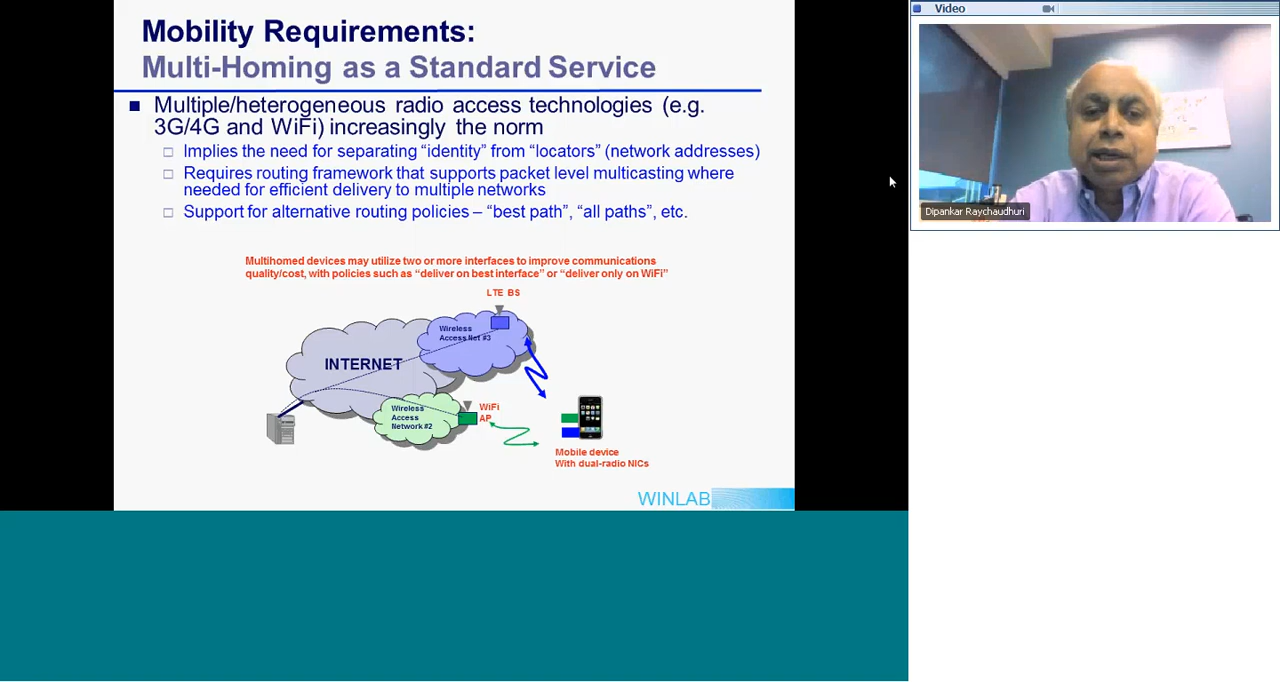 Mobility Requirements:
Multi-Homing as a Standard Service
Multiple/heterogeneous radio access technologies (e.g.
3G/4G and WiFi) increasingly the norm
Implies the need for separating “identity” from “locators” (network addresses)
Requires routing framework that supports packet level multicasting where
needed for efficient delivery to multiple networks
Support for alternative routing policies – “best path”, “all paths”, etc.
Multihomed devices may utilize two or more interfaces to improve communications
quality/cost, with policies such as “deliver on best interface” or “deliver only on WiFi”
LTE BS
Wireless
Access Net #3
INTERNET
Wireless
Access
Network #2
WiFi
AP
Mobile device
With dual-radio NICs
WINLAB
Video
Dipankar Raychaudhuri